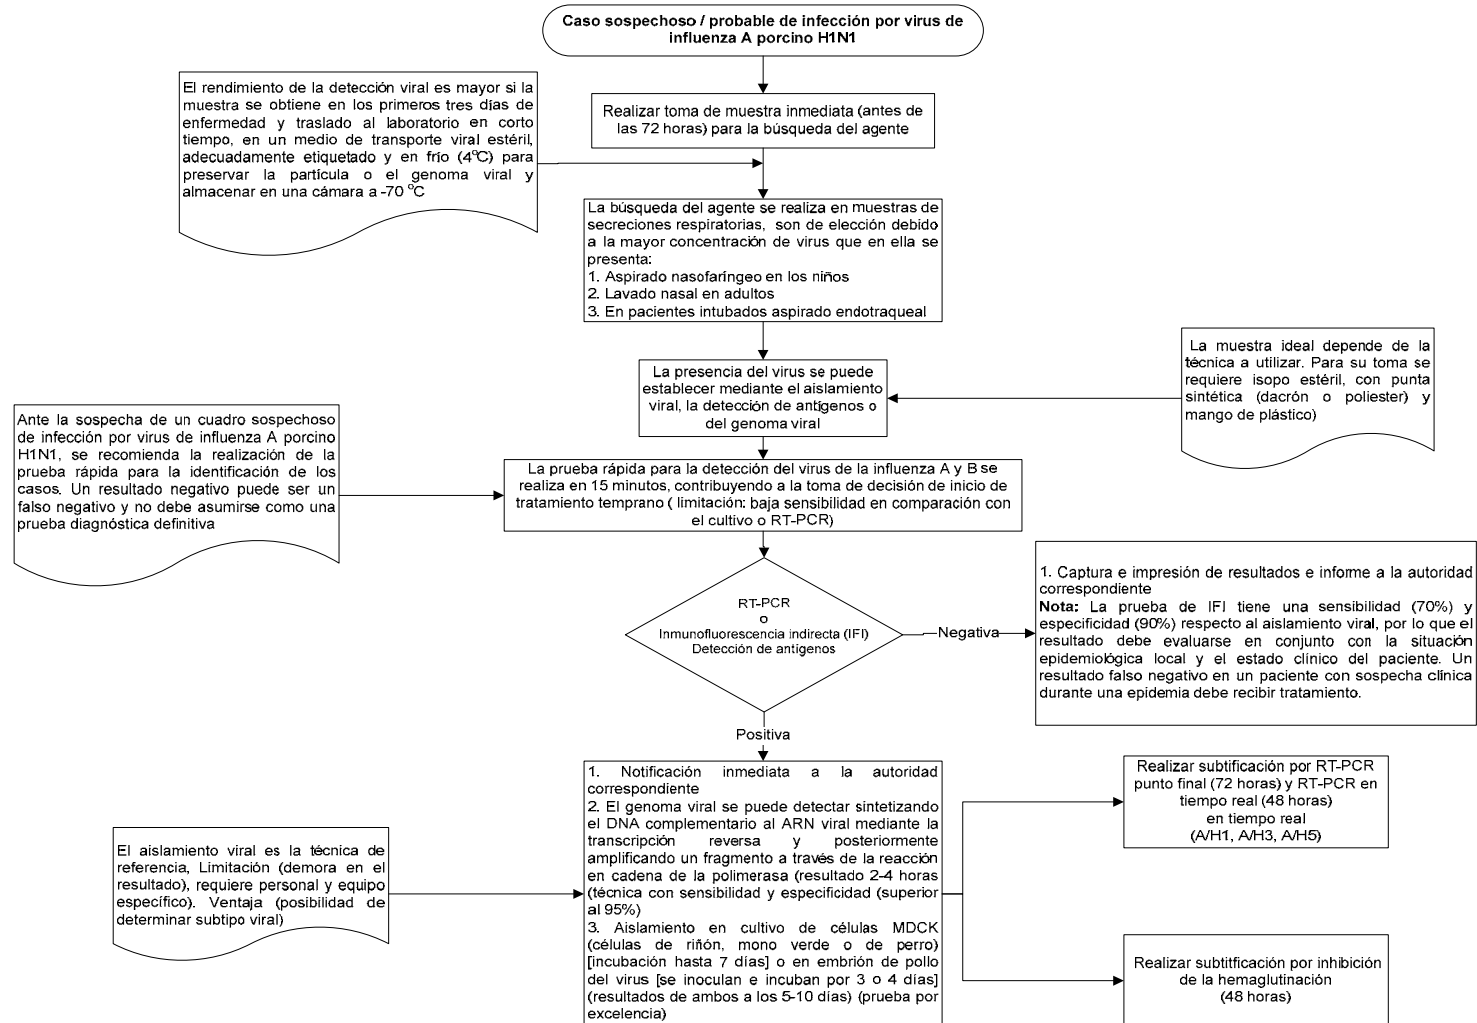 Caso sospechoso / probable de infección por virus de
influenza A porcino H1N1
El rendimiento de la detección viral es mayor si la
muestra se obtiene en los primeros tres días de
enfermedad y traslado al laboratorio en corto
tiempo, en un medio de transporte viral estéril,
adecuadamente etiquetado y en frío (4ºC) para
preservar la partícula o el genoma viral y
almacenar en una cámara a -70 ºC
Realizar toma de muestra inmediata (antes de
las 72 horas) para la búsqueda del agente
La búsqueda del agente se realiza en muestras de
secreciones respiratorias, son de elección debido
a la mayor concentración de virus que en ella se
presenta:
1. Aspirado nasofaríngeo en los niños
2. Lavado nasal en adultos
3. En pacientes intubados aspirado endotraqueal
La muestra ideal depende de la
técnica a utilizar. Para su toma se
requiere isopo estéril, con punta
sintética (dacrón o poliester) y
mango de plástico)
La presencia del virus se puede
establecer mediante el aislamiento
viral, la detección de antígenos o
del genoma viral
Ante la sospecha de un cuadro sospechoso
de infección por virus de influenza A porcino
H1N1, se recomienda la realización de la
prueba rápida para la identificación de los
casos. Un resultado negativo puede ser un
falso negativo y no debe asumirse como una
prueba diagnóstica definitiva
La prueba rápida para la detección del virus de la influenza A y B se
realiza en 15 minutos, contribuyendo a la toma de decisión de inicio de
tratamiento temprano ( limitación: baja sensibilidad en comparación con
el cultivo o RT-PCR)
RT-PCR
o
Inmunofluorescencia indirecta (IFI)
Detección de antígenos
Negativa
1. Captura e impresión de resultados e informe a la autoridad
correspondiente
Nota: La prueba de IFI tiene una sensibilidad (70%) y
especificidad (90%) respecto al aislamiento viral, por lo que el
resultado debe evaluarse en conjunto con la situación
epidemiológica local y el estado clínico del paciente. Un
resultado falso negativo en un paciente con sospecha clínica
durante una epidemia debe recibir tratamiento.
Positiva
1. Notificación inmediata a la autoridad
correspondiente
2. El genoma viral se puede detectar sintetizando
el DNA complementario al ARN viral mediante la
transcripción reversa y posteriormente
amplificando un fragmento a través de la reacción
en cadena de la polimerasa (resultado 2-4 horas
(técnica con sensibilidad y especificidad (superior
al 95%)
3. Aislamiento en cultivo de células MDCK
(células de riñón, mono verde o de perro)
[incubación hasta 7 días] o en embrión de pollo
del virus [se inoculan e incuban por 3 o 4 días]
(resultados de ambos a los 5-10 días) (prueba por
excelencia)
El aislamiento viral es la técnica de
referencia, Limitación (demora en el
resultado), requiere personal y equipo
específico). Ventaja (posibilidad de
determinar subtipo viral)
Realizar subtificación por RT-PCR
punto final (72 horas) y RT-PCR en
tiempo real (48 horas)
en tiempo real
(A/H1, A/H3, A/H5)
Realizar subtitficación por inhibición
de la hemaglutinación
(48 horas)